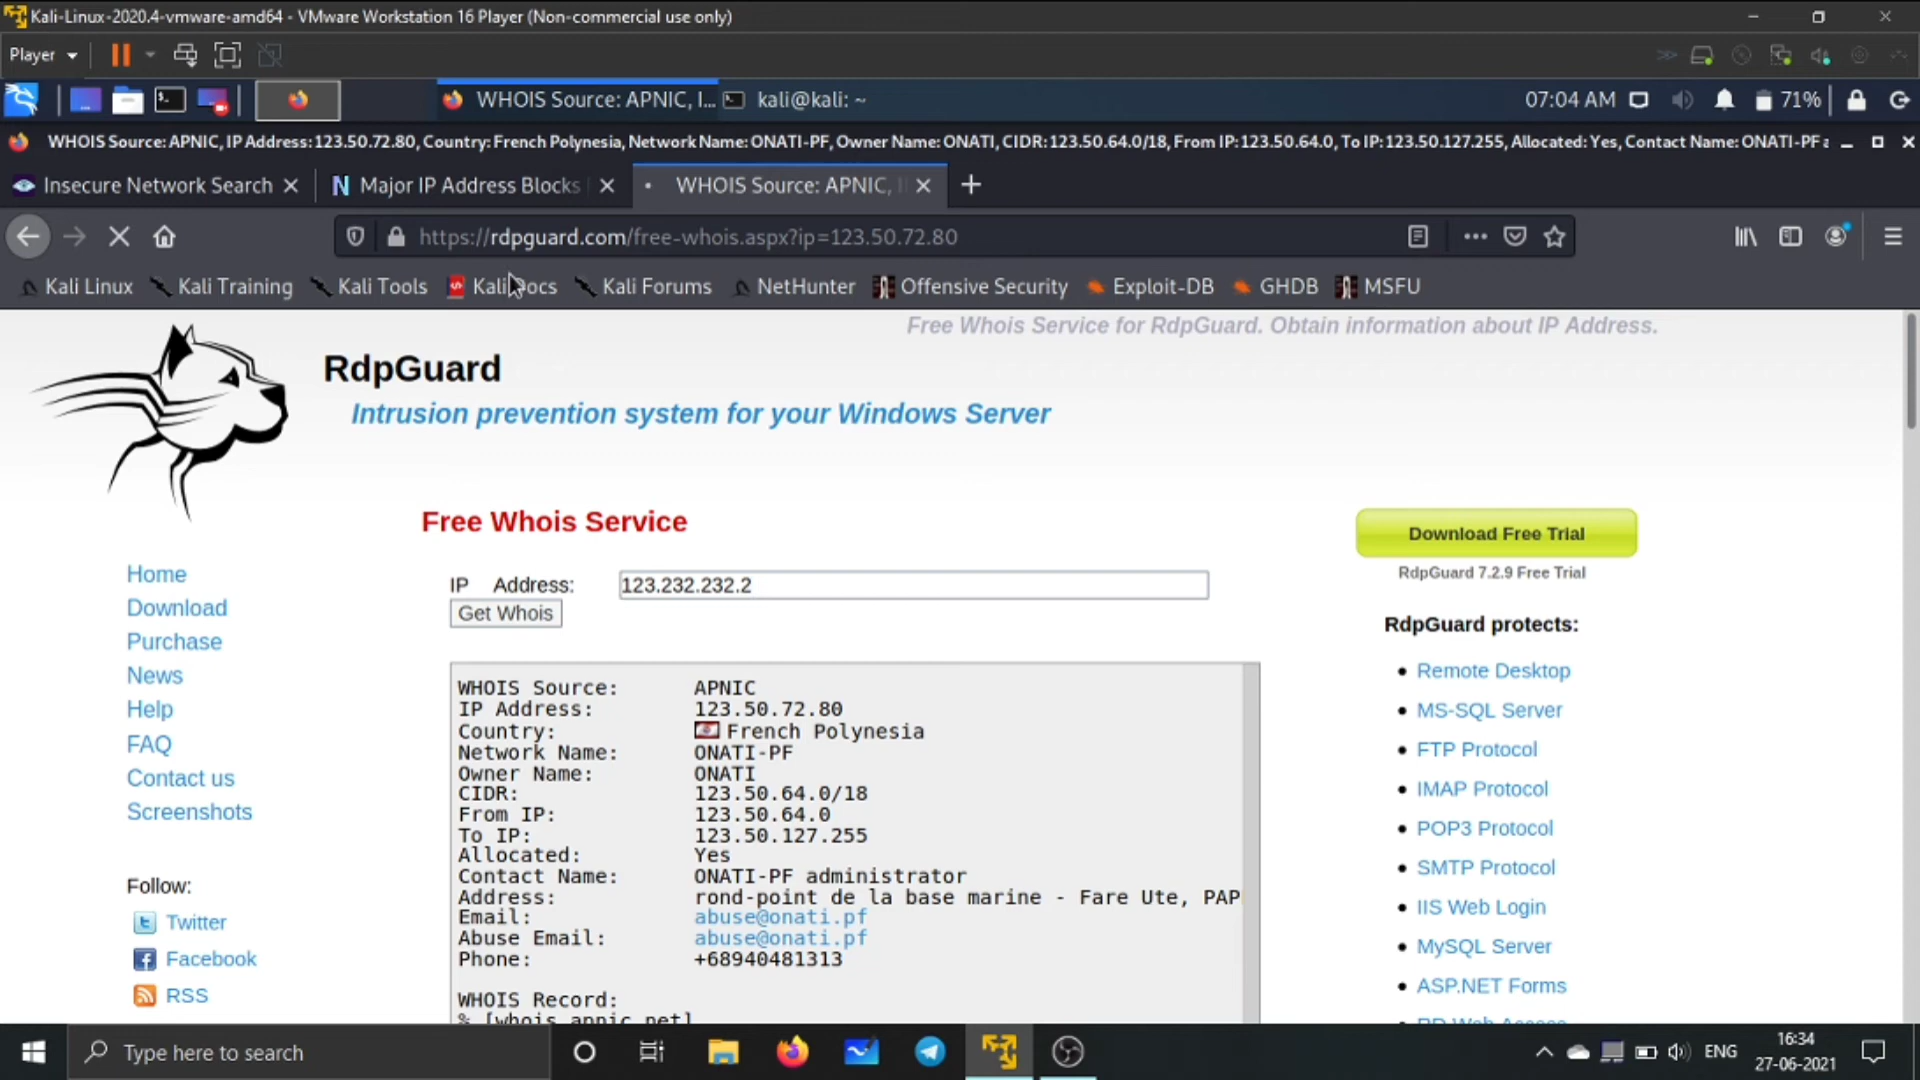 Kali-Linux-2020.4-vmware-amd64 - VMware Workstation 16 Player (Non-commercial use only)
Player
WHOIS Source: APNIC, I...
kali@kali: ~
07:04 AM
71%
WHOIS Source: APNIC, IP Address: 123.50.72.80, Country: French Polynesia, Network Name: ONATI-PF, Owner Name: ONATI, CIDR: 123.50.64.0/18, From IP: 123.50.64.0, To IP: 123.50.127.255, Allocated: Yes, Contact Name: ONATI-PF
Insecure Network Search
Major IP Address Blocks
WHOIS Source: APNIC,
https://rdpguard.com/free-whois.aspx?ip=123.50.72.80
Kali Linux
Kali Training
Kali Tools
Kali Docs
Kali Forums
NetHunter
Offensive Security
Exploit-DB
GHDB
MSFU
Free Whois Service for RdpGuard. Obtain information about IP Address.
RdpGuard
Intrusion prevention system for your Windows Server
Free Whois Service
IP Address: 123.232.232.2
Get Whois
Home
Download
Purchase
News
Help
FAQ
Contact us
Screenshots
Follow:
Twitter
Facebook
RSS
WHOIS Source: APNIC
IP Address: 123.50.72.80
Country: French Polynesia
Network Name: ONATI-PF
Owner Name: ONATI
CIDR: 123.50.64.0/18
From IP: 123.50.64.0
To IP: 123.50.127.255
Allocated: Yes
Contact Name: ONATI-PF administrator
Address: rond-point de la base marine - Fare Ute, PAP
Email: abuse@onati.pf
Abuse Email: abuse@onati.pf
Phone: +68940481313
WHOIS Record:
% [whois.apnic.net]
Download Free Trial
RdpGuard 7.2.9 Free Trial
RdpGuard protects:
Remote Desktop
MS-SQL Server
FTP Protocol
IMAP Protocol
POP3 Protocol
SMTP Protocol
IIS Web Login
MySQL Server
ASP.NET Forms
RD Web Access
Type here to search
ENG
16:34
27-06-2021